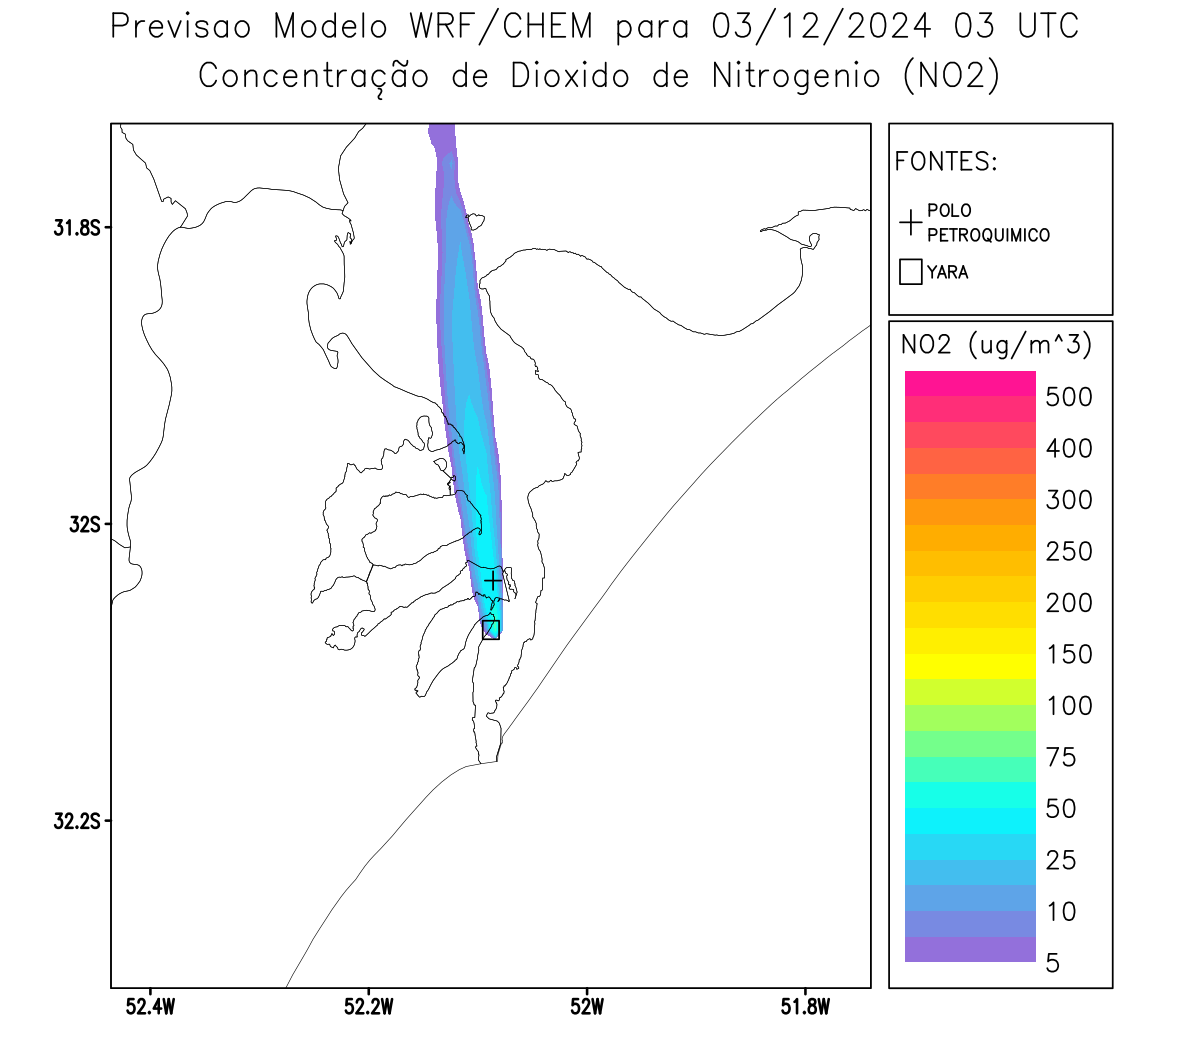 Previsao Modelo WRF/CHEM para 03/12/2024 03 UTC
Concentração de Dioxido de Nitrogenio (NO2)
FONTES:
POLO
PETROQUIMICO
YARA
31.8S
32S
32.2S
52.4W
52.2W
52W
51.8W
NO2 (ug/m^3)
500
400
300
250
200
150
100
75
50
25
10
5